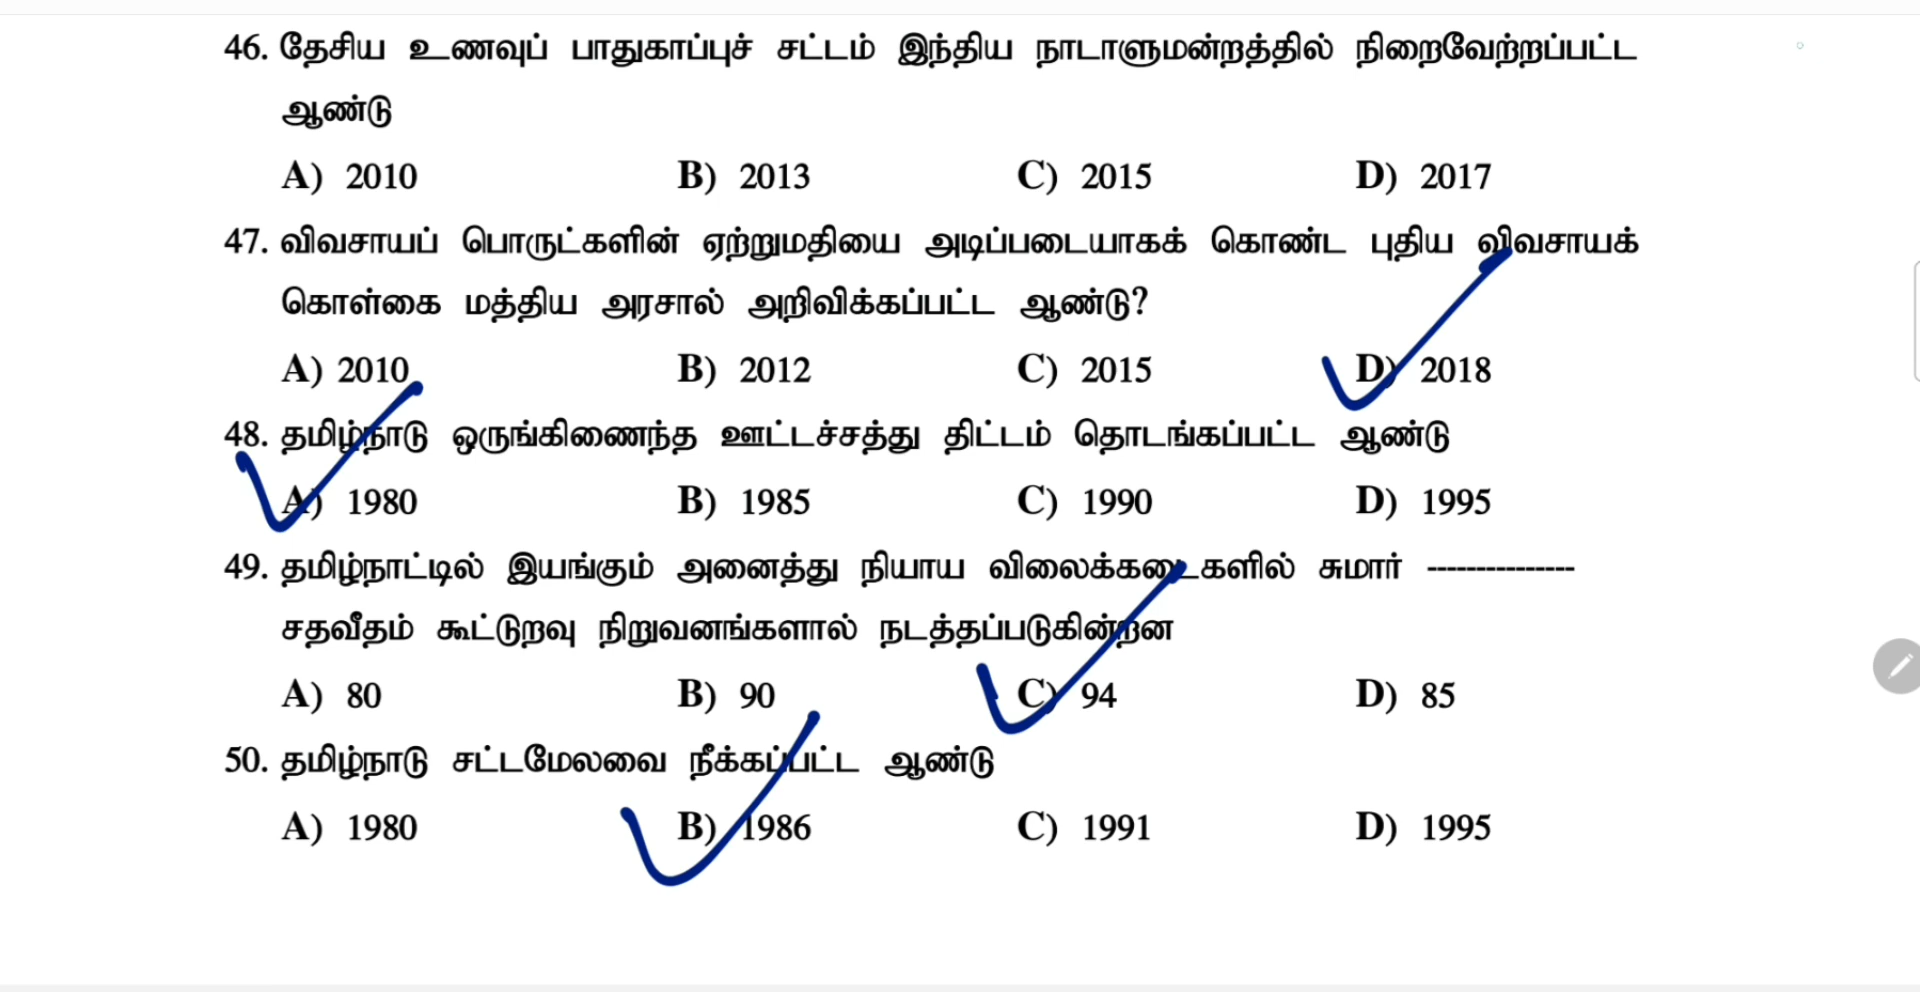 46. தேசிய உணவுப் பாதுகாப்புச் சட்டம் இந்திய நாடாளுமன்றத்தில் நிறைவேற்றப்பட்ட
ஆண்டு
A) 2010 B) 2013 C) 2015 D) 2017
47. விவசாயப் பொருட்களின் ஏற்றுமதியை அடிப்படையாகக் கொண்ட புதிய விவசாயக்
கொள்கை மத்திய அரசால் அறிவிக்கப்பட்ட ஆண்டு?
A) 2010 B) 2012 C) 2015 D) 2018
48. தமிழ்நாடு ஒருங்கிணைந்த ஊட்டச்சத்து திட்டம் தொடங்கப்பட்ட ஆண்டு
A) 1980 B) 1985 C) 1990 D) 1995
49. தமிழ்நாட்டில் இயங்கும் அனைத்து நியாய விலைக்கடைகளில் சுமார் ---------------
சதவீதம் கூட்டுறவு நிறுவனங்களால் நடத்தப்படுகின்றன
A) 80 B) 90 C) 94 D) 85
50. தமிழ்நாடு சட்டமேலவை நீக்கப்பட்ட ஆண்டு
A) 1980 B) 1986 C) 1991 D) 1995